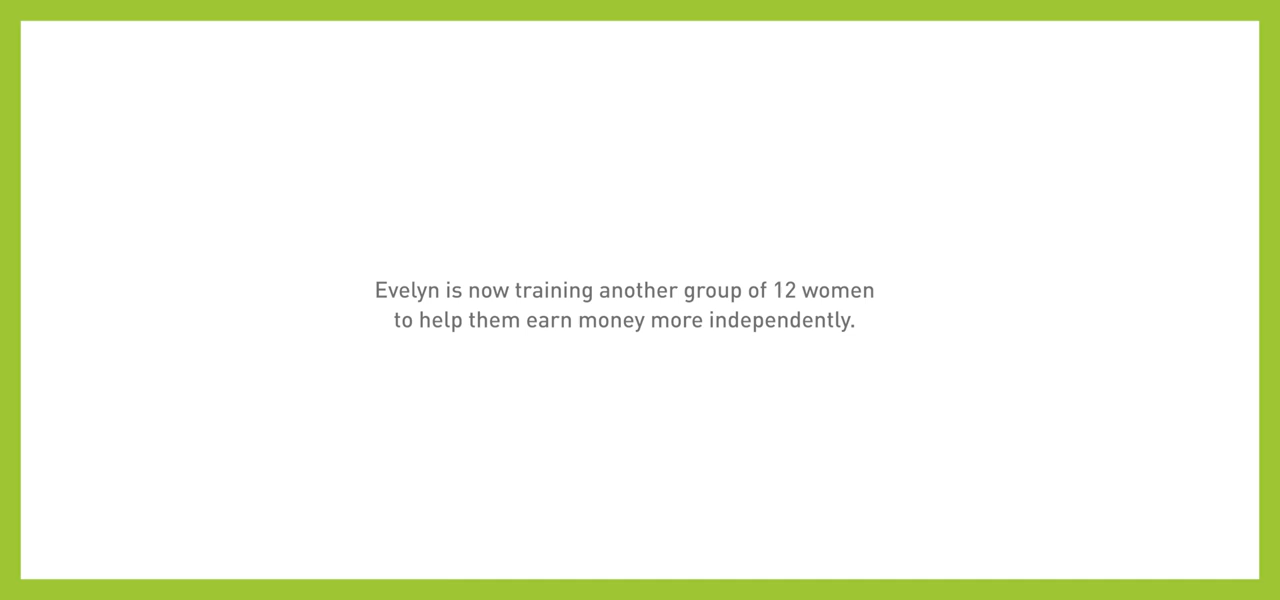 Evelyn is now training another group of 12 women
to help them earn money more independently.